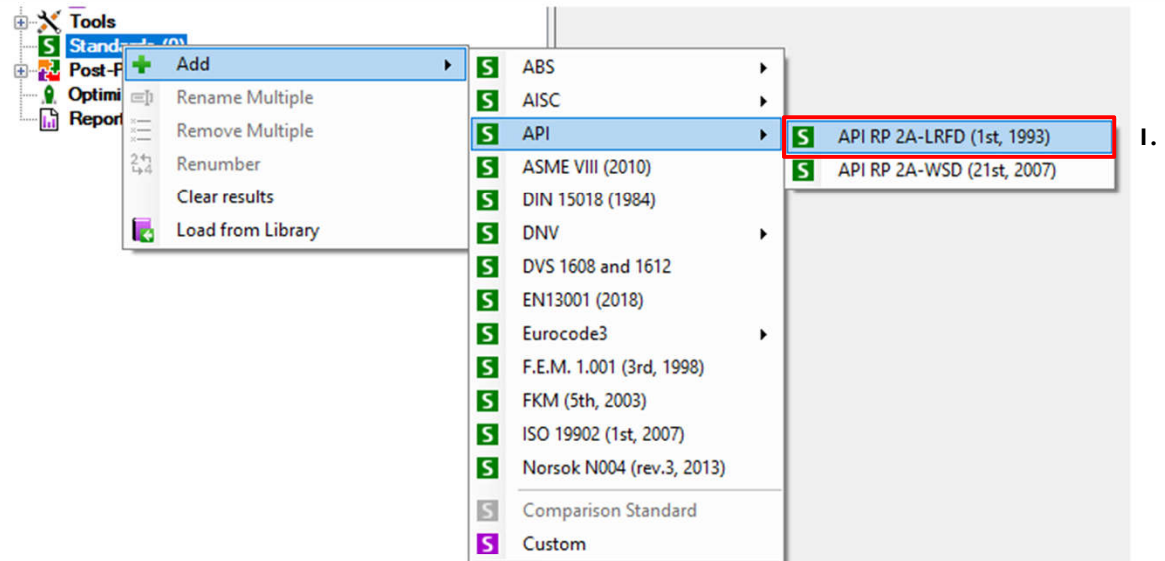 Tools
Standards (0)
Post-P
Optimi
Report
Add
Rename Multiple
Remove Multiple
Renumber
Clear results
Load from Library
ABS
AISC
API
ASME VIII (2010)
DIN 15018 (1984)
DNV
DVS 1608 and 1612
EN13001 (2018)
Eurocode3
F.E.M. 1.001 (3rd, 1998)
FKM (5th, 2003)
ISO 19902 (1st, 2007)
Norsok N004 (rev.3, 2013)
Comparison Standard
Custom
API RP 2A-LRFD (1st, 1993)
API RP 2A-WSD (21st, 2007)
1.